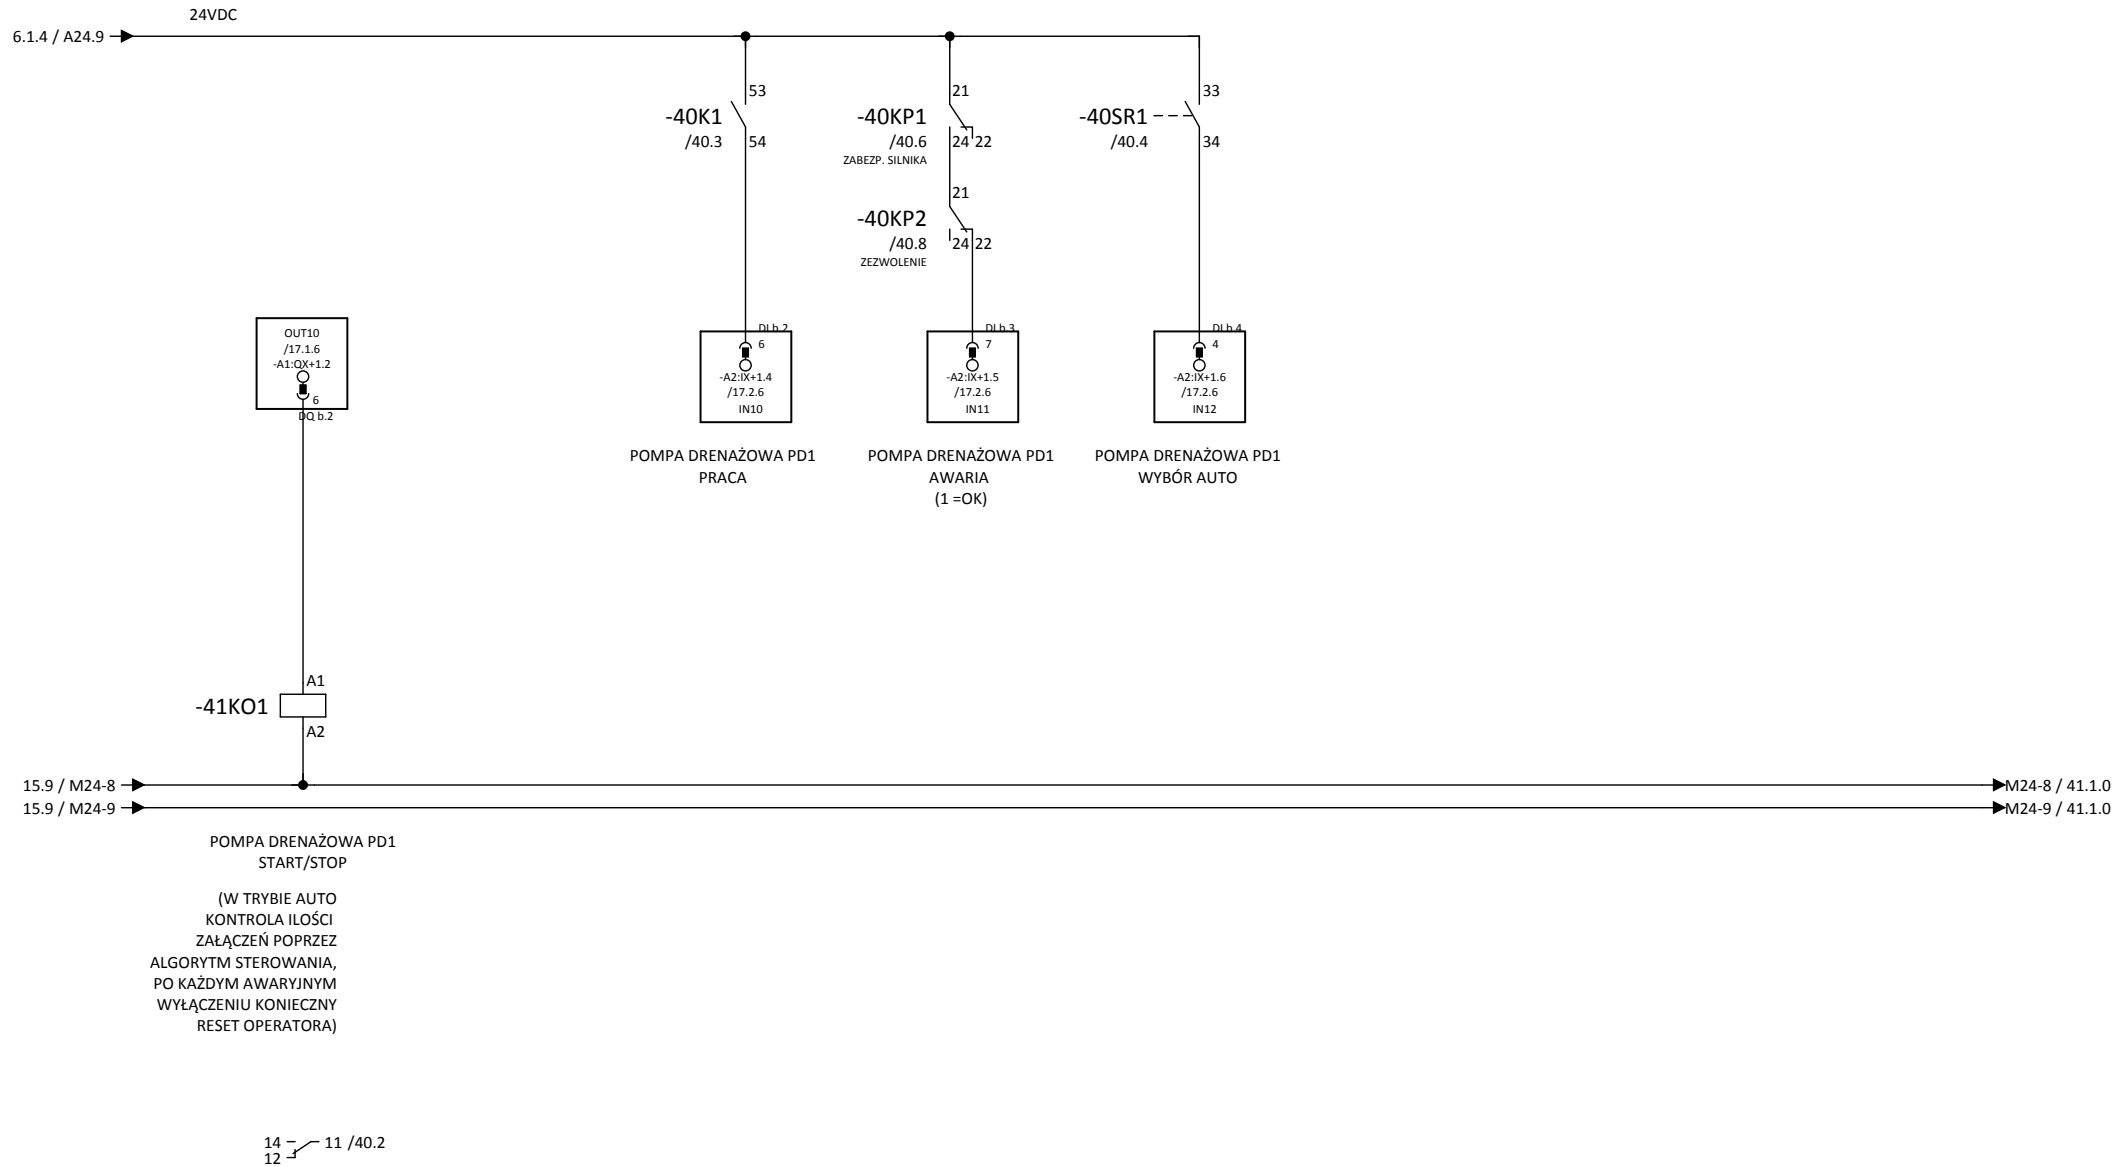 24VDC
6.1.4 / A24.9
53
-40K1
/40.3
54
21
-40KP1
/40.6
24 22
ZABEZP. SILNIKA
21
-40KP2
/40.8
24 22
ZEZWOLENIE
33
-40SR1
/40.4
34
OUT10
/17.1.6
-A1:QX+1.2
6
DQ b.2
DI b.2
6
-A2:IX+1.4
/17.2.6
IN10
POMPA DRENAŻOWA PD1
PRACA
DI b.3
7
-A2:IX+1.5
/17.2.6
IN11
POMPA DRENAŻOWA PD1
AWARIA
(1 =OK)
DI b.4
4
-A2:IX+1.6
/17.2.6
IN12
POMPA DRENAŻOWA PD1
WYBÓR AUTO
A1
-41KO1
A2
15.9 / M24-8
M24-8 / 41.1.0
15.9 / M24-9
M24-9 / 41.1.0
POMPA DRENAŻOWA PD1
START/STOP
(W TRYBIE AUTO
KONTROLA ILOŚCI
ZAŁĄCZEŃ POPRZEZ
ALGORYTM STEROWANIA,
PO KAŻDYM AWARYJNYM
WYŁĄCZENIU KONIECZNY
RESET OPERATORA)
14
11 /40.2
12